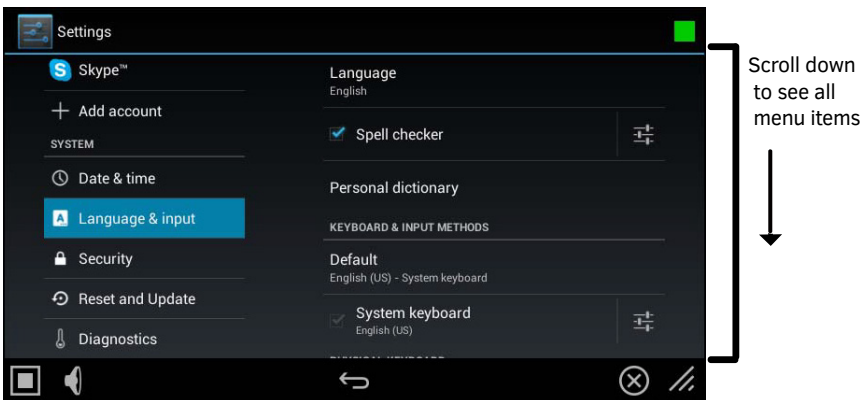 Settings
Skype™
Add account
SYSTEM
Date & time
Language & input
Security
Reset and Update
Diagnostics
Language
English
Spell checker
Personal dictionary
KEYBOARD & INPUT METHODS
Default
English (US) - System keyboard
System keyboard
English (US)
Scroll down
to see all
menu items